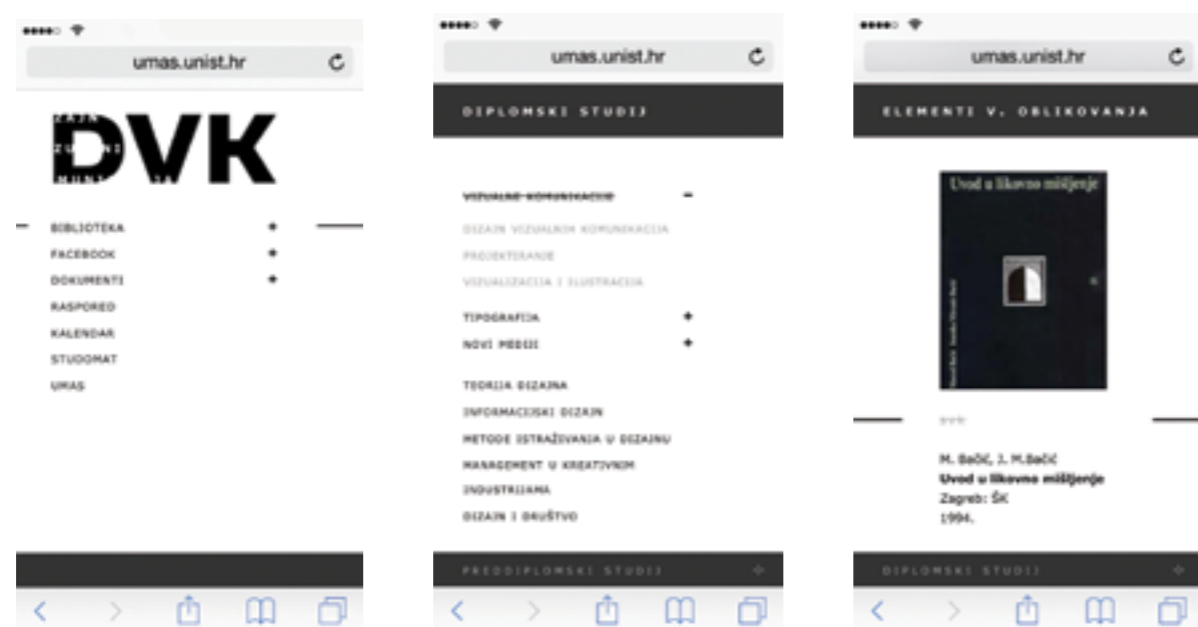 umas.unist.hr
ZAJN
DVK
BIBLIOTEKA +
FACEBOOK +
DOKUMENTI +
RASPORED
KALENDAR
STUDOMAT
UMAS
umas.unist.hr
DIPLOMSKI STUDIJ
VIZUALNE KOMUNIKACIJE -
DIZAJN VIZUALNIH KOMUNIKACIJA
PROJEKTIRANJE
VIZUALIZACIJA I ILUSTRACIJA
TIPOGRAFIJA +
NOVI MEDIJI +
TEORIJA DIZAJNA
INFORMACIJSKI DIZAJN
METODE ISTRAŽIVANJA U DIZAJNU
MANAGEMENT U KREATIVNIM
INDUSTRIJAMA
DIZAJN I DRUŠTVO
PREDDIPLOMSKI STUDIJ +
umas.unist.hr
ELEMENTI V. OBLIKOVANJA
Uvod u likovno mišljenje
DVK
M. Bačić, J. M.Bačić
Uvod u likovno mišljenje
Zagreb: ŠK
1994.
DIPLOMSKI STUDIJ +